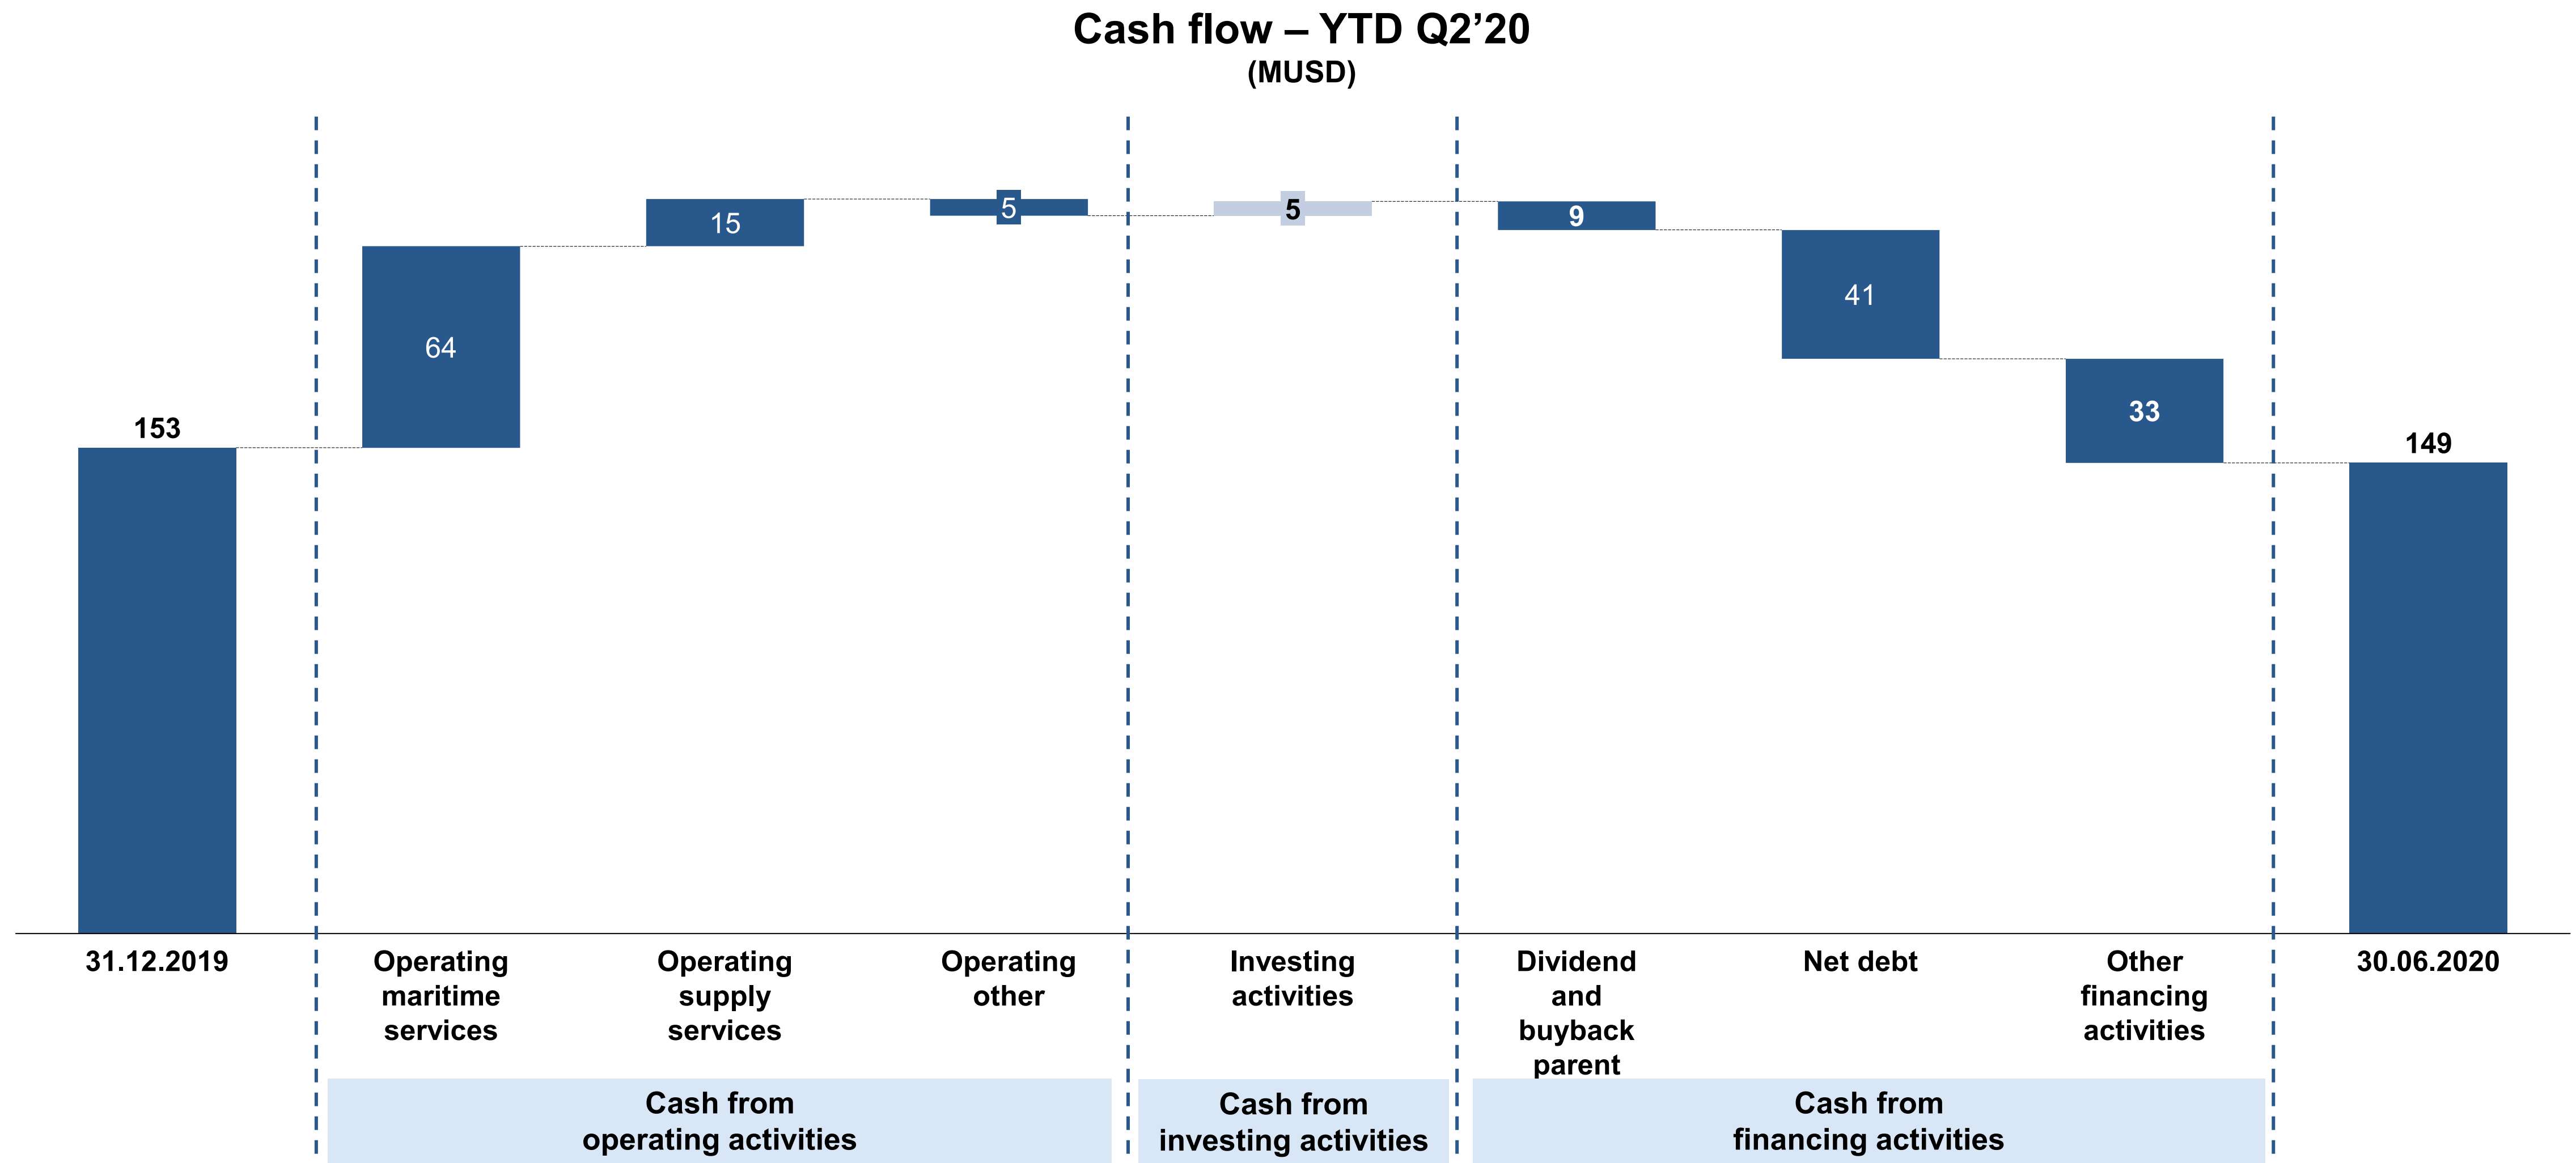 Cash flow – YTD Q2’20
(MUSD)
153
64
15
5
5
9
41
33
149
31.12.2019
Operating
maritime
services
Operating
supply
services
Operating
other
Investing
activities
Dividend
and
buyback
parent
Net debt
Other
financing
activities
30.06.2020
Cash from
operating activities
Cash from
investing activities
Cash from
financing activities